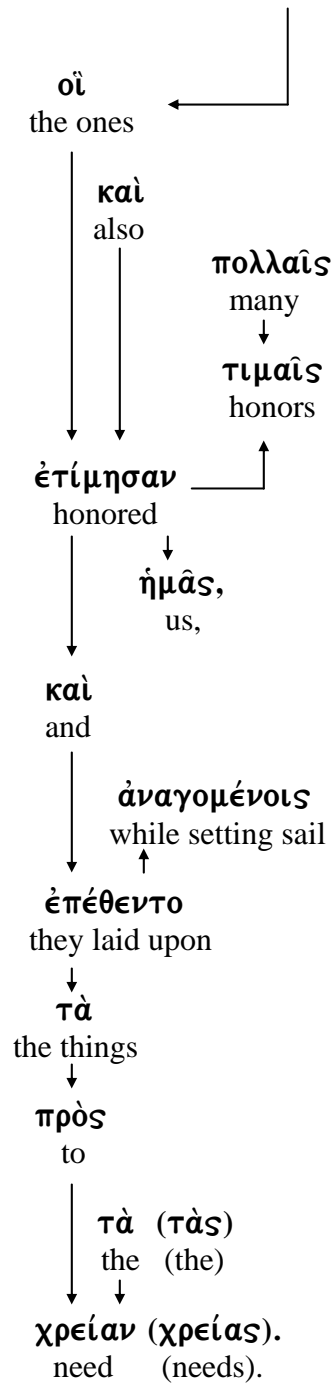 οἳ
the ones
καὶ
also
πολλαῖς
many
τιμαῖς
honors
ἐτίμησαν
honored
ἡμᾶς,
us,
καὶ
and
ἀναγομένοις
while setting sail
ἐπέθεντο
they laid upon
τὰ
the things
πρὸς
to
τὰ (τὰς)
the (the)
χρείαν (χρείας).
need (needs).